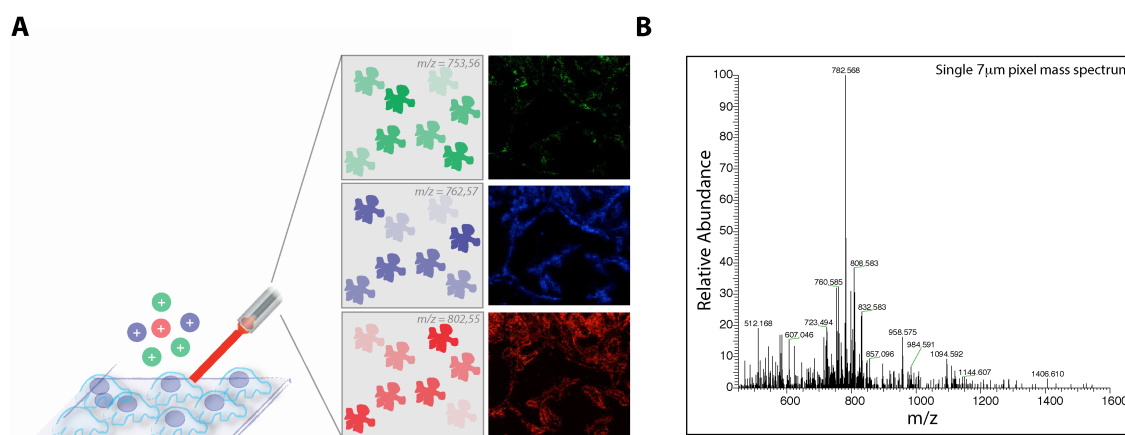 A
m/z = 753,56
m/z = 762,57
m/z = 802,55
+ + + + +
B
Single 7μm pixel mass spectrum
Relative Abundance
100
90
80
70
60
50
40
30
20
10
0
782.568
808.583
760.585
832.583
723.494
512.168
607.046
958.575
984.591
857.096
1094.592
1144.607
1406.610
600 800 1000 1200 1400 1600
m/z